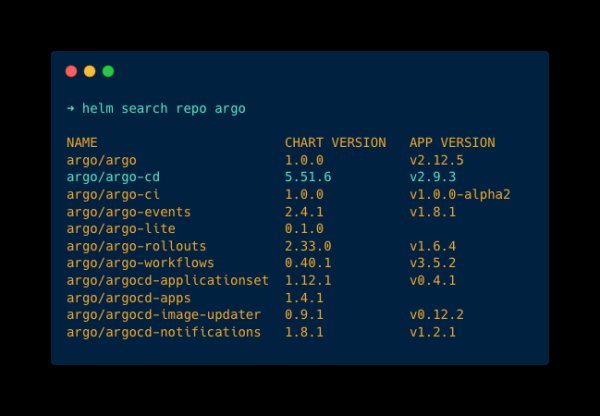 ➜ helm search repo argo
NAME                       CHART VERSION   APP VERSION
argo/argo                  1.0.0           v2.12.5
argo/argo-cd               5.51.6          v2.9.3
argo/argo-ci               1.0.0           v1.0.0-alpha2
argo/argo-events           2.4.1           v1.8.1
argo/argo-lite             0.1.0
argo/argo-rollouts         2.33.0          v1.6.4
argo/argo-workflows        0.40.1          v3.5.2
argo/argocd-applicationset 1.12.1          v0.4.1
argo/argocd-apps           1.4.1
argo/argocd-image-updater  0.9.1           v0.12.2
argo/argocd-notifications  1.8.1           v1.2.1